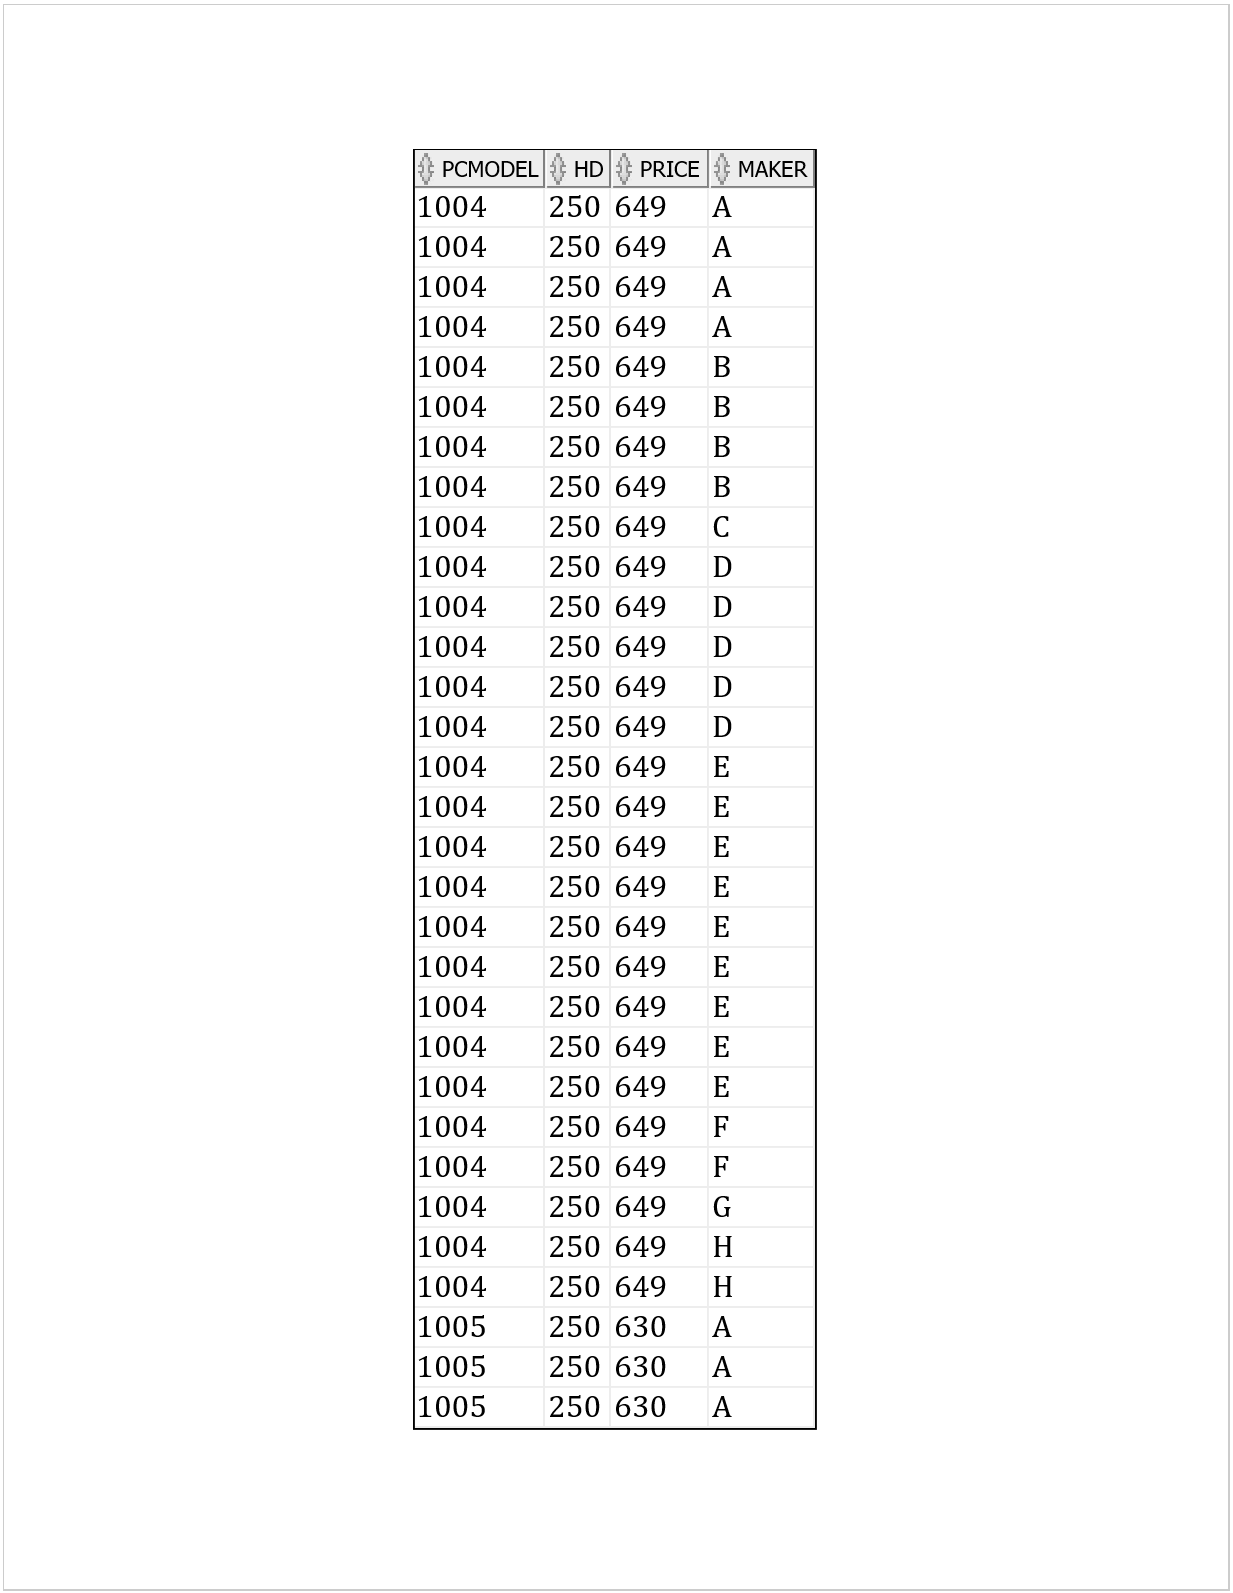 PCMODEL HD PRICE MAKER
1004 250 649 A
1004 250 649 A
1004 250 649 A
1004 250 649 A
1004 250 649 B
1004 250 649 B
1004 250 649 B
1004 250 649 B
1004 250 649 C
1004 250 649 D
1004 250 649 D
1004 250 649 D
1004 250 649 D
1004 250 649 D
1004 250 649 E
1004 250 649 E
1004 250 649 E
1004 250 649 E
1004 250 649 E
1004 250 649 E
1004 250 649 E
1004 250 649 E
1004 250 649 E
1004 250 649 F
1004 250 649 F
1004 250 649 G
1004 250 649 H
1004 250 649 H
1005 250 630 A
1005 250 630 A
1005 250 630 A